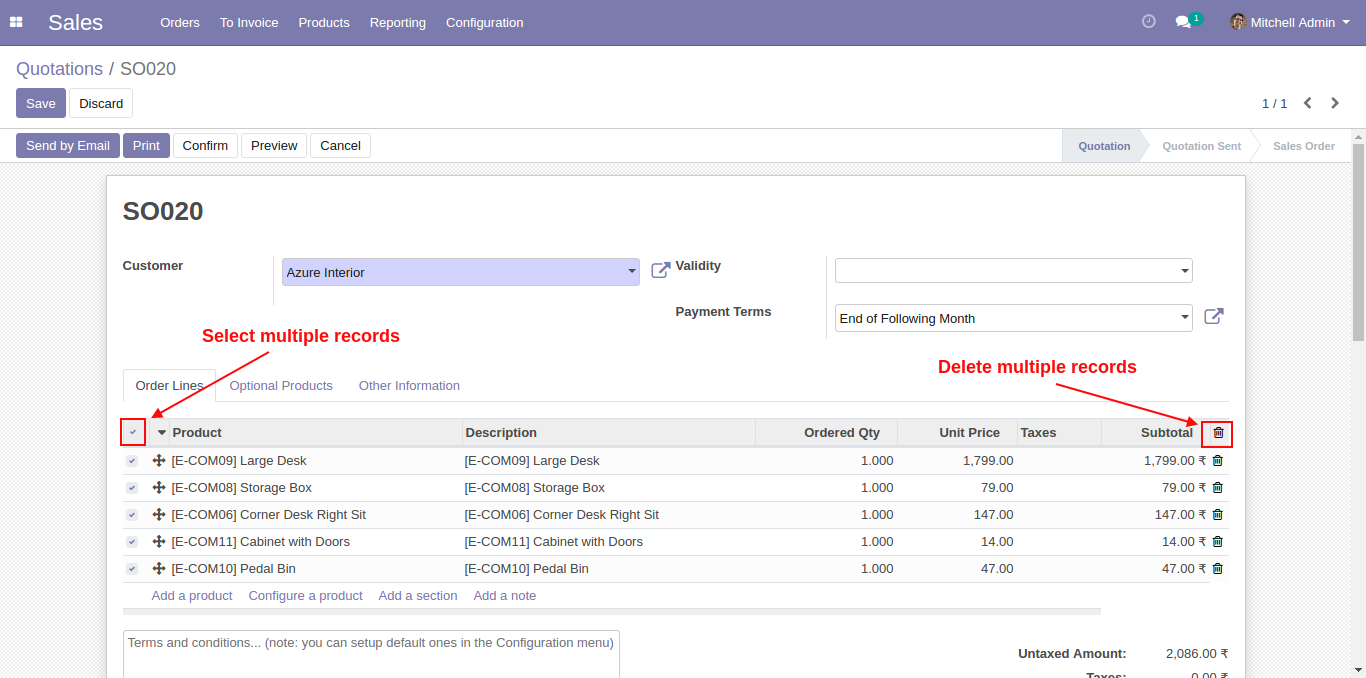 Sales Orders To Invoice Products Reporting Configuration 1 Mitchell Admin
Quotations / SO020
Save Discard 1 / 1
Send by Email Print Confirm Preview Cancel Quotation Quotation Sent Sales Order
SO020
Customer Azure Interior Validity
Payment Terms End of Following Month
Select multiple records
Delete multiple records
Order Lines Optional Products Other Information
Product Description Ordered Qty Unit Price Taxes Subtotal
[E-COM09] Large Desk [E-COM09] Large Desk 1.000 1,799.00 1,799.00 ₹
[E-COM08] Storage Box [E-COM08] Storage Box 1.000 79.00 79.00 ₹
[E-COM06] Corner Desk Right Sit [E-COM06] Corner Desk Right Sit 1.000 147.00 147.00 ₹
[E-COM11] Cabinet with Doors [E-COM11] Cabinet with Doors 1.000 14.00 14.00 ₹
[E-COM10] Pedal Bin [E-COM10] Pedal Bin 1.000 47.00 47.00 ₹
Add a product Configure a product Add a section Add a note
Terms and conditions... (note: you can setup default ones in the Configuration menu)
Untaxed Amount: 2,086.00 ₹
Taxes: 0.00 ₹